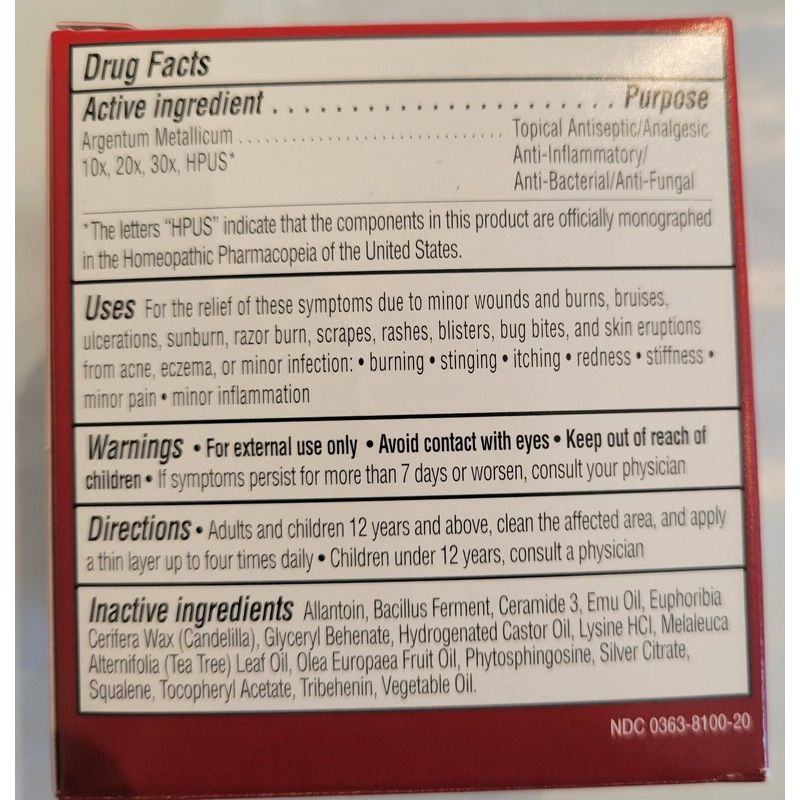 Drug Facts
Active ingredient . . . . . . . . . . . . . . . . . . . . . . . Purpose
Argentum Metallicum . . . . . . . . . . . . . . . . . . . . . . . . . . . . . . . Topical Antiseptic/Analgesic
10x, 20x, 30x, HPUS* Anti-Inflammatory/
Anti-Bacterial/Anti-Fungal
*The letters “HPUS” indicate that the components in this product are officially monographed
in the Homeopathic Pharmacopeia of the United States.
Uses For the relief of these symptoms due to minor wounds and burns, bruises,
ulcerations, sunburn, razor burn, scrapes, rashes, blisters, bug bites, and skin eruptions
from acne, eczema, or minor infection: • burning • stinging • itching • redness • stiffness •
minor pain • minor inflammation
Warnings • For external use only • Avoid contact with eyes • Keep out of reach of
children • If symptoms persist for more than 7 days or worsen, consult your physician
Directions • Adults and children 12 years and above, clean the affected area, and apply
a thin layer up to four times daily • Children under 12 years, consult a physician
Inactive ingredients Allantoin, Bacillus Ferment, Ceramide 3, Emu Oil, Euphoribia
Cerifera Wax (Candelilla), Glyceryl Behenate, Hydrogenated Castor Oil, Lysine HCl, Melaleuca
Alternifolia (Tea Tree) Leaf Oil, Olea Europaea Fruit Oil, Phytosphingosine, Silver Citrate,
Squalene, Tocopheryl Acetate, Tribehenin, Vegetable Oil.
NDC 0363-8100-20